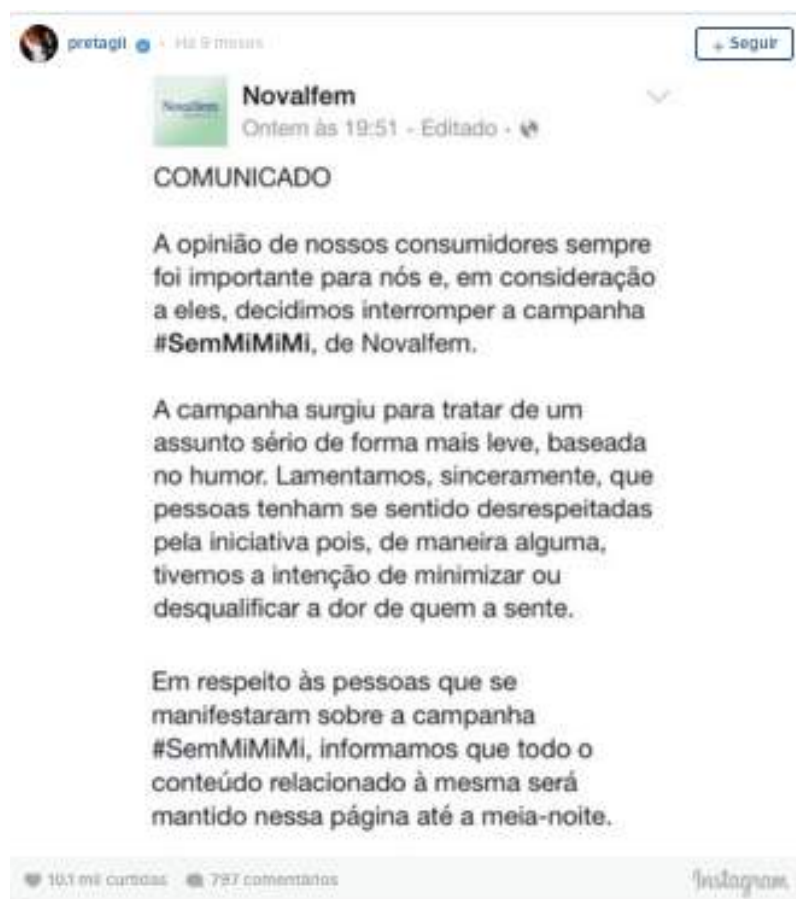 pretagil · Há 9 meses
+ Seguir
Novalfem
Novalfem
Ontem às 19:51 · Editado ·
COMUNICADO
A opinião de nossos consumidores sempre
foi importante para nós e, em consideração
a eles, decidimos interromper a campanha
#SemMiMiMi, de Novalfem.
A campanha surgiu para tratar de um
assunto sério de forma mais leve, baseada
no humor. Lamentamos, sinceramente, que
pessoas tenham se sentido desrespeitadas
pela iniciativa pois, de maneira alguma,
tivemos a intenção de minimizar ou
desqualificar a dor de quem a sente.
Em respeito às pessoas que se
manifestaram sobre a campanha
#SemMiMiMi, informamos que todo o
conteúdo relacionado à mesma será
mantido nessa página até a meia-noite.
10.1 mil curtidas 797 comentários
Instagram